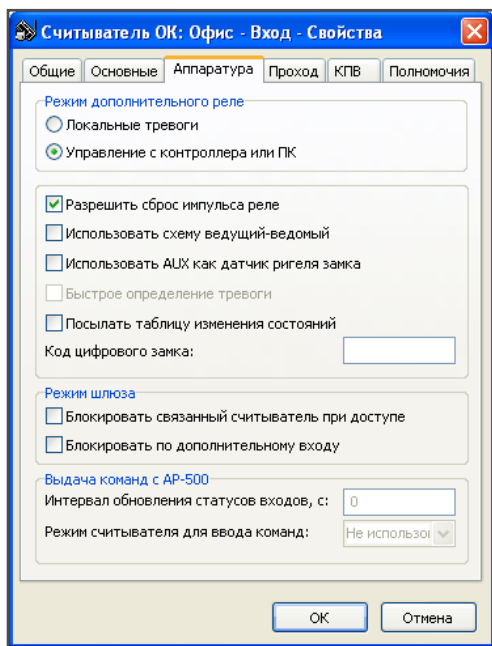 Считыватель ОК: Офис - Вход - Свойства
Общие Основные Аппаратура Проход КПВ Полномочия
Режим дополнительного реле
Локальные тревоги
Управление с контроллера или ПК
Разрешить сброс импульса реле
Использовать схему ведущий-ведомый
Использовать AUX как датчик ригеля замка
Быстрое определение тревоги
Посылать таблицу изменения состояний
Код цифрового замка:
Режим шлюза
Блокировать связанный считыватель при доступе
Блокировать по дополнительному входу
Выдача команд с AP-500
Интервал обновления статусов входов, с: 0
Режим считывателя для ввода команд: Не использо
ОК Отмена